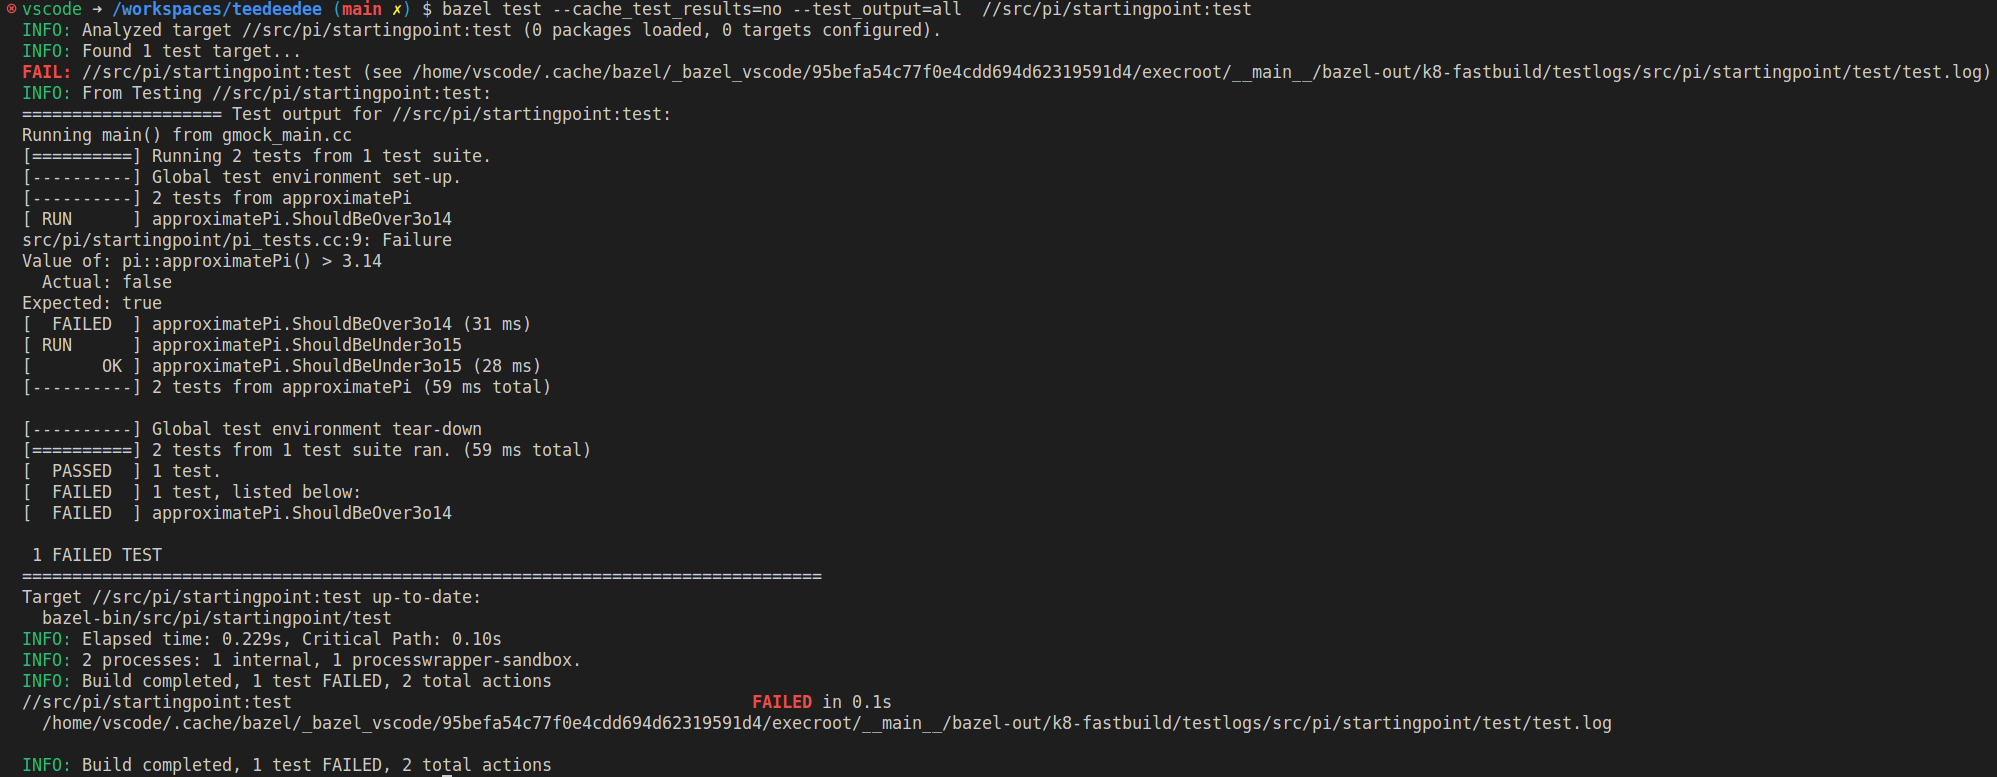 vscode ➜ /workspaces/teedeedee (main ✗) $ bazel test --cache_test_results=no --test_output=all  //src/pi/startingpoint:test
INFO: Analyzed target //src/pi/startingpoint:test (0 packages loaded, 0 targets configured).
INFO: Found 1 test target...
FAIL: //src/pi/startingpoint:test (see /home/vscode/.cache/bazel/_bazel_vscode/95befa54c77f0e4cdd694d62319591d4/execroot/__main__/bazel-out/k8-fastbuild/testlogs/src/pi/startingpoint/test/test.log)
INFO: From Testing //src/pi/startingpoint:test:
==================== Test output for //src/pi/startingpoint:test:
Running main() from gmock_main.cc
[==========] Running 2 tests from 1 test suite.
[----------] Global test environment set-up.
[----------] 2 tests from approximatePi
[ RUN      ] approximatePi.ShouldBeOver3o14
src/pi/startingpoint/pi_tests.cc:9: Failure
Value of: pi::approximatePi() > 3.14
  Actual: false
Expected: true
[  FAILED  ] approximatePi.ShouldBeOver3o14 (31 ms)
[ RUN      ] approximatePi.ShouldBeUnder3o15
[       OK ] approximatePi.ShouldBeUnder3o15 (28 ms)
[----------] 2 tests from approximatePi (59 ms total)

[----------] Global test environment tear-down
[==========] 2 tests from 1 test suite ran. (59 ms total)
[  PASSED  ] 1 test.
[  FAILED  ] 1 test, listed below:
[  FAILED  ] approximatePi.ShouldBeOver3o14

 1 FAILED TEST
================================================================================
Target //src/pi/startingpoint:test up-to-date:
  bazel-bin/src/pi/startingpoint/test
INFO: Elapsed time: 0.229s, Critical Path: 0.10s
INFO: 2 processes: 1 internal, 1 processwrapper-sandbox.
INFO: Build completed, 1 test FAILED, 2 total actions
//src/pi/startingpoint:test                                              FAILED in 0.1s
  /home/vscode/.cache/bazel/_bazel_vscode/95befa54c77f0e4cdd694d62319591d4/execroot/__main__/bazel-out/k8-fastbuild/testlogs/src/pi/startingpoint/test/test.log

INFO: Build completed, 1 test FAILED, 2 total actions